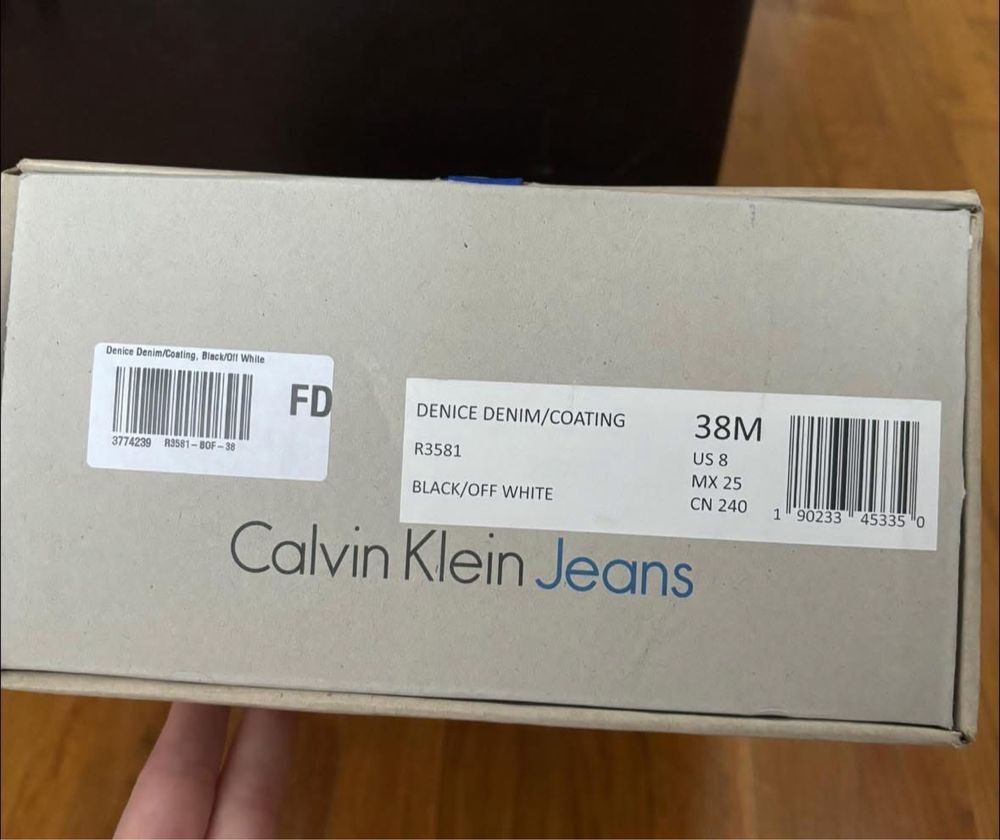 Denice Denim/Coating, Black/Off White
FD
3774239 R3581-BOF-38
DENICE DENIM/COATING
R3581
BLACK/OFF WHITE
38M
US 8
MX 25
CN 240
1 90233 45335 0
Calvin Klein Jeans